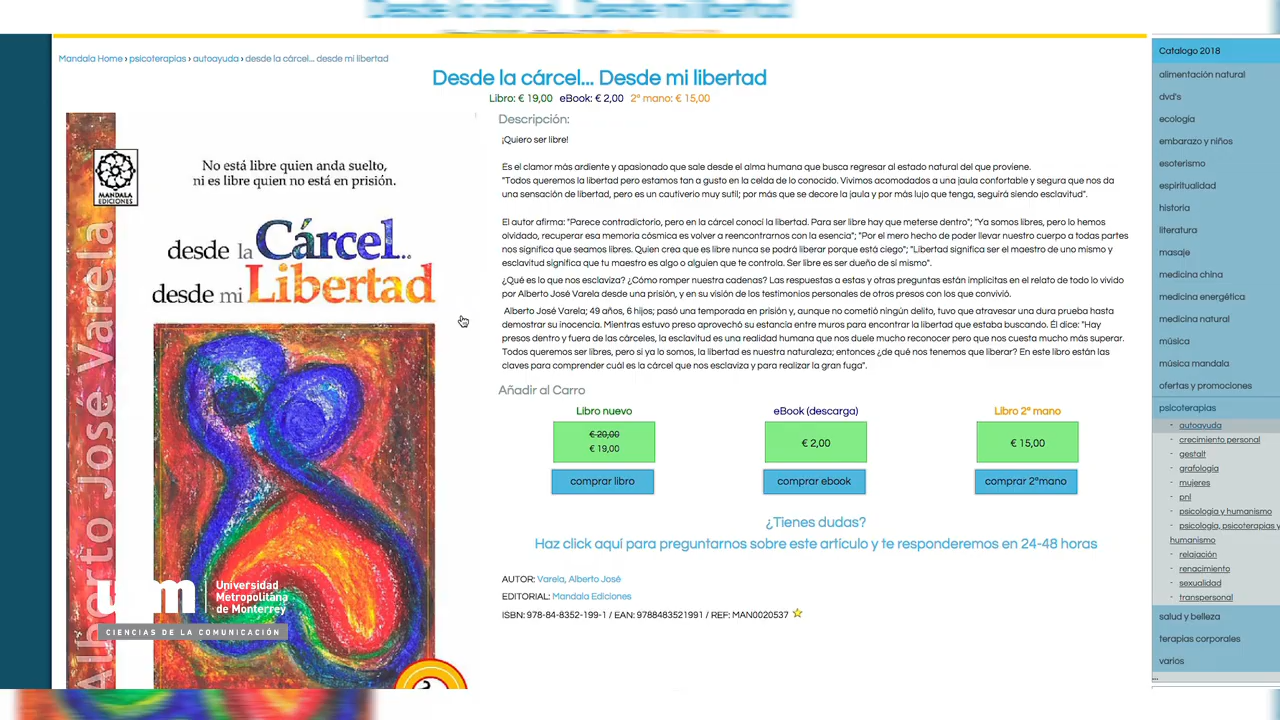 Desde la cárcel... Desde mi libertad
Mandala Home › psicoterapias › autoayuda › desde la cárcel... desde mi libertad
Desde la cárcel... Desde mi libertad
Libro: € 19,00 eBook: € 2,00 2ª mano: € 15,00
No está libre quien anda suelto,
ni es libre quien no está en prisión.
MANDALA
EDICIONES
desde la Cárcel..
desde mi Libertad
Alberto José Varela
Universidad
Metropolitana
de Monterrey
CIENCIAS DE LA COMUNICACIÓN
Descripción:
¡Quiero ser libre!
Es el clamor más ardiente y apasionado que sale desde el alma humana que busca regresar al estado natural del que proviene.
"Todos queremos la libertad pero estamos tan a gusto en la celda de lo conocido. Vivimos acomodados a una jaula confortable y segura que nos da
una sensación de libertad, pero es un cautiverio muy sutil; por más que se decore la jaula y por más lujo que tenga, seguirá siendo esclavitud".
El autor afirma: "Parece contradictorio, pero en la cárcel conocí la libertad. Para ser libre hay que meterse dentro"; "Ya somos libres, pero lo hemos
olvidado, recuperar esa memoria cósmica es volver a reencontrarnos con la esencia"; "Por el mero hecho de poder llevar nuestro cuerpo a todas partes
nos significa que seamos libres. Quien crea que es libre nunca se podrá liberar porque está ciego"; "Libertad significa ser el maestro de uno mismo y
esclavitud significa que tu maestro es algo o alguien que te controla. Ser libre es ser dueño de sí mismo".
¿Qué es lo que nos esclaviza? ¿Cómo romper nuestra cadenas? Las respuestas a estas y otras preguntas están implícitas en el relato de todo lo vivido
por Alberto José Varela desde una prisión, y en su visión de los testimonios personales de otros presos con los que convivió.
Alberto José Varela; 49 años, 6 hijos; pasó una temporada en prisión y, aunque no cometió ningún delito, tuvo que atravesar una dura prueba hasta
demostrar su inocencia. Mientras estuvo preso aprovechó su estancia entre muros para encontrar la libertad que estaba buscando. Él dice: "Hay
presos dentro y fuera de las cárceles, la esclavitud es una realidad humana que nos duele mucho reconocer pero que nos cuesta mucho más superar.
Todos queremos ser libres, pero si ya lo somos, la libertad es nuestra naturaleza; entonces ¿de qué nos tenemos que liberar? En este libro están las
claves para comprender cuál es la cárcel que nos esclaviza y para realizar la gran fuga".
Añadir al Carro
Libro nuevo
€ 20,00
€ 19,00
comprar libro
eBook (descarga)
€ 2,00
comprar ebook
Libro 2ª mano
€ 15,00
comprar 2ªmano
¿Tienes dudas?
Haz click aquí para preguntarnos sobre este artículo y te responderemos en 24-48 horas
AUTOR: Varela, Alberto José
EDITORIAL: Mandala Ediciones
ISBN: 978-84-8352-199-1 / EAN: 9788483521991 / REF: MAN0020537
Catalogo 2018
alimentación natural
dvd's
ecología
embarazo y niños
esoterismo
espiritualidad
historia
literatura
masaje
medicina china
medicina energética
medicina natural
música
música mandala
ofertas y promociones
psicoterapias
- autoayuda
- crecimiento personal
- gestalt
- grafología
- mujeres
- pnl
- psicología y humanismo
- psicología, psicoterapias y
humanismo
- relajación
- renacimiento
- sexualidad
- transpersonal
salud y belleza
terapias corporales
varios
...